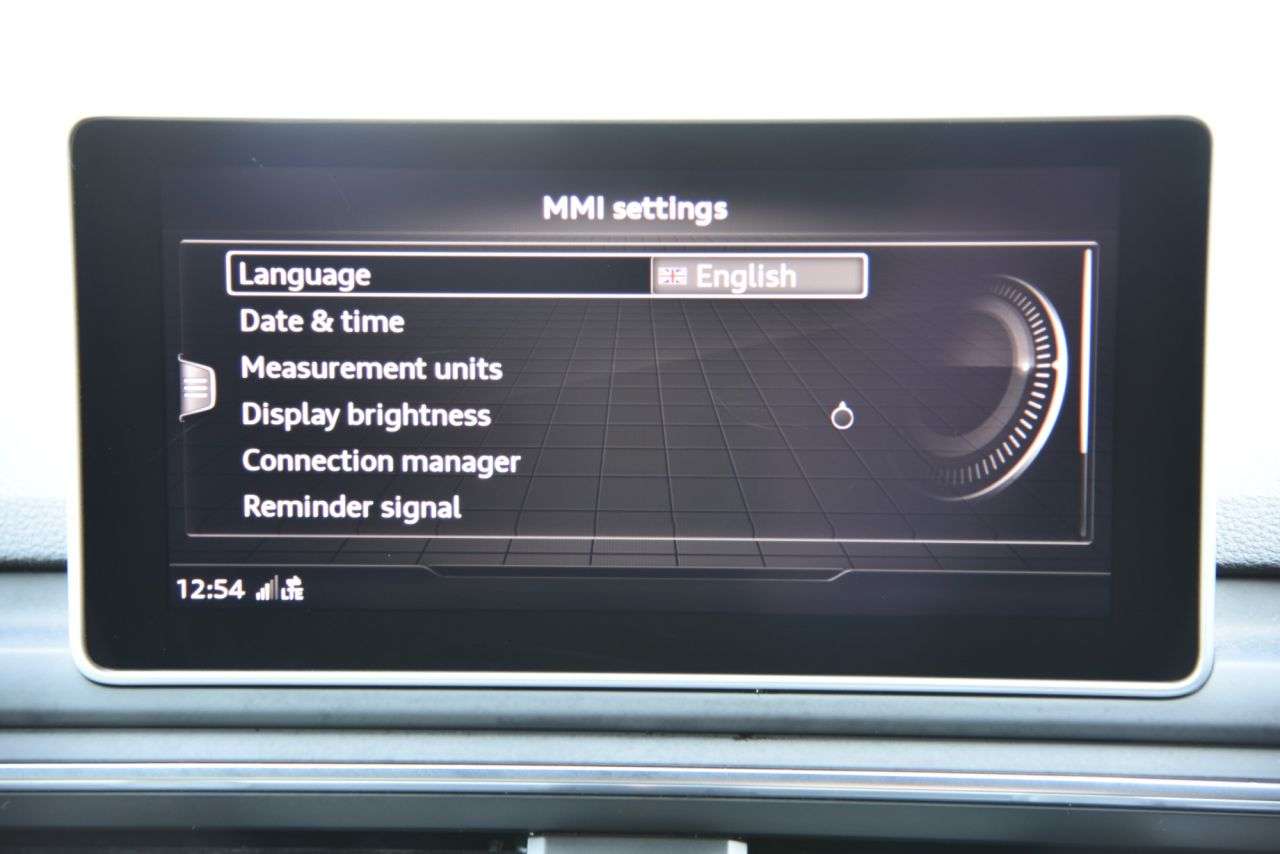 MMI settings
Language English
Date & time
Measurement units
Display brightness
Connection manager
Reminder signal
12:54 LTE